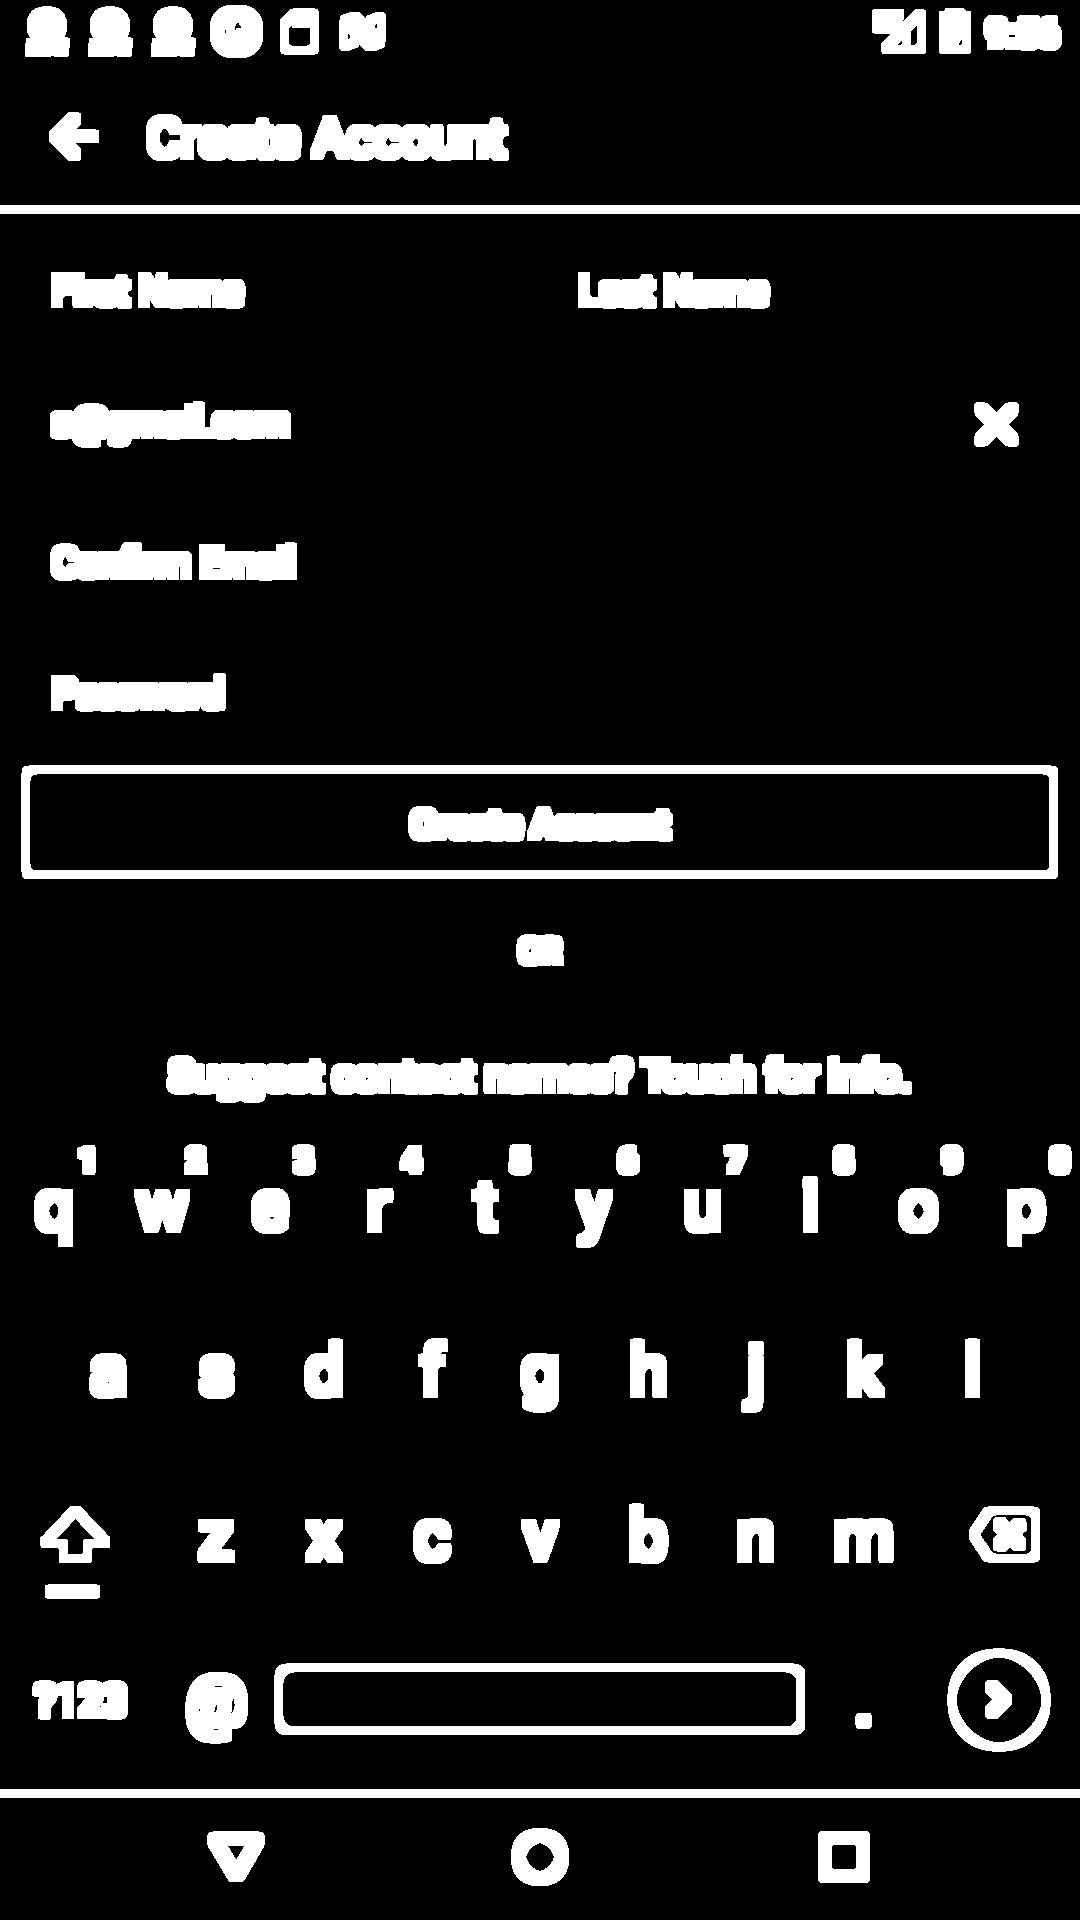 9:56
Create Account
First Name Last Name
a@gmail.com
Confirm Email
Password
Create Account
OR
Suggest contact names? Touch for info.
1 2 3 4 5 6 7 8 9 0
q w e r t y u i o p
a s d f g h j k l
z x c v b n m
?123 @ .